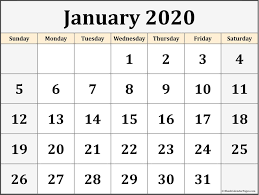 January 2020
Sunday Monday Tuesday Wednesday Thursday Friday Saturday
1 2 3 4
5 6 7 8 9 10 11
12 13 14 15 16 17 18
19 20 21 22 23 24 25
26 27 28 29 30 31